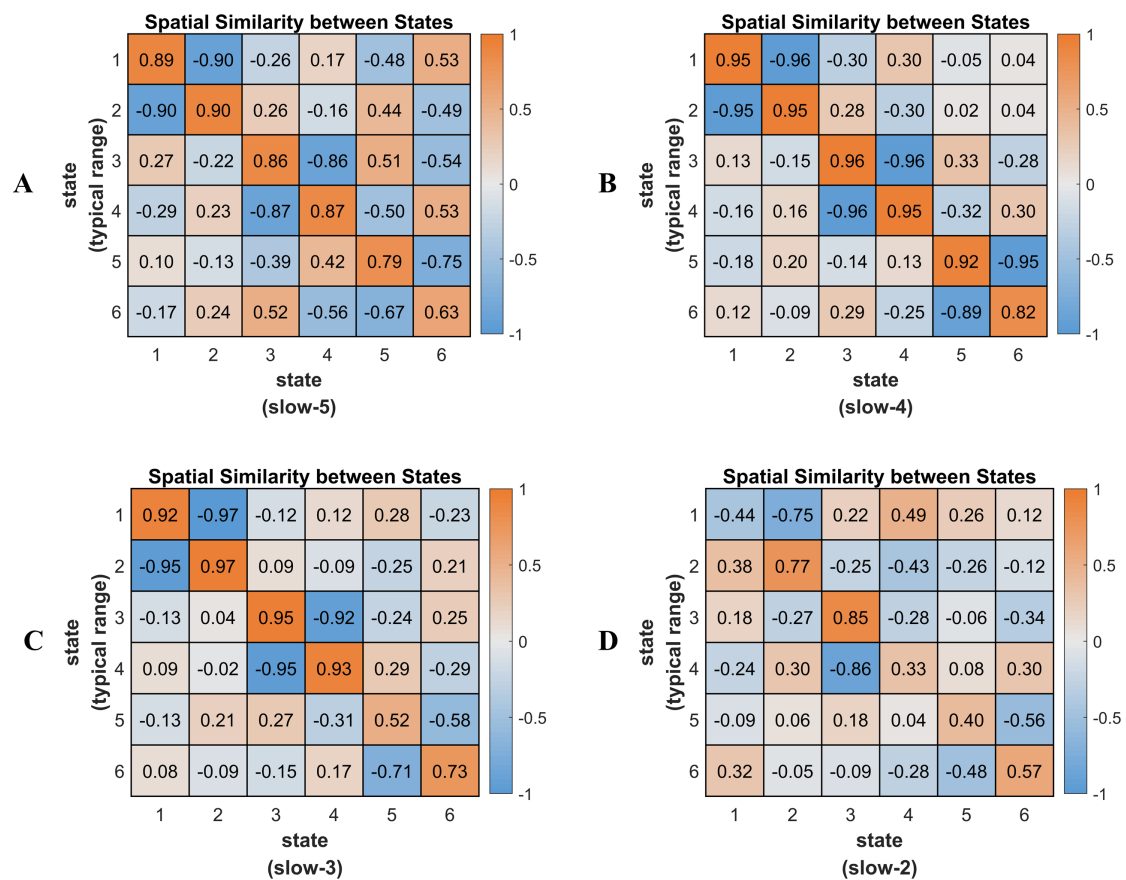 A
Spatial Similarity between States
state
(typical range)
1 0.89 -0.90 -0.26 0.17 -0.48 0.53
2 -0.90 0.90 0.26 -0.16 0.44 -0.49
3 0.27 -0.22 0.86 -0.86 0.51 -0.54
4 -0.29 0.23 -0.87 0.87 -0.50 0.53
5 0.10 -0.13 -0.39 0.42 0.79 -0.75
6 -0.17 0.24 0.52 -0.56 -0.67 0.63
1 2 3 4 5 6
state
(slow-5)
1
0.5
0
-0.5
-1
B
Spatial Similarity between States
state
(typical range)
1 0.95 -0.96 -0.30 0.30 -0.05 0.04
2 -0.95 0.95 0.28 -0.30 0.02 0.04
3 0.13 -0.15 0.96 -0.96 0.33 -0.28
4 -0.16 0.16 -0.96 0.95 -0.32 0.30
5 -0.18 0.20 -0.14 0.13 0.92 -0.95
6 0.12 -0.09 0.29 -0.25 -0.89 0.82
1 2 3 4 5 6
state
(slow-4)
1
0.5
0
-0.5
-1
C
Spatial Similarity between States
state
(typical range)
1 0.92 -0.97 -0.12 0.12 0.28 -0.23
2 -0.95 0.97 0.09 -0.09 -0.25 0.21
3 -0.13 0.04 0.95 -0.92 -0.24 0.25
4 0.09 -0.02 -0.95 0.93 0.29 -0.29
5 -0.13 0.21 0.27 -0.31 0.52 -0.58
6 0.08 -0.09 -0.15 0.17 -0.71 0.73
1 2 3 4 5 6
state
(slow-3)
1
0.5
0
-0.5
-1
D
Spatial Similarity between States
state
(typical range)
1 -0.44 -0.75 0.22 0.49 0.26 0.12
2 0.38 0.77 -0.25 -0.43 -0.26 -0.12
3 0.18 -0.27 0.85 -0.28 -0.06 -0.34
4 -0.24 0.30 -0.86 0.33 0.08 0.30
5 -0.09 0.06 0.18 0.04 0.40 -0.56
6 0.32 -0.05 -0.09 -0.28 -0.48 0.57
1 2 3 4 5 6
state
(slow-2)
1
0.5
0
-0.5
-1